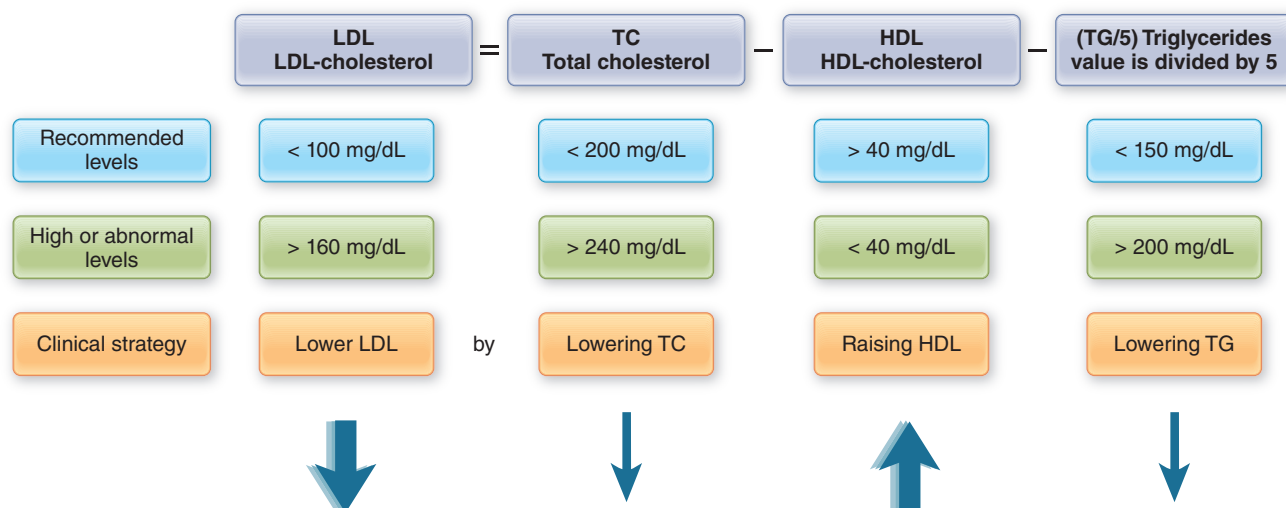 LDL
LDL-cholesterol
=
TC
Total cholesterol
–
HDL
HDL-cholesterol
–
(TG/5) Triglycerides
value is divided by 5
Recommended
levels
< 100 mg/dL
< 200 mg/dL
> 40 mg/dL
< 150 mg/dL
High or abnormal
levels
> 160 mg/dL
> 240 mg/dL
< 40 mg/dL
> 200 mg/dL
Clinical strategy
Lower LDL
by
Lowering TC
Raising HDL
Lowering TG